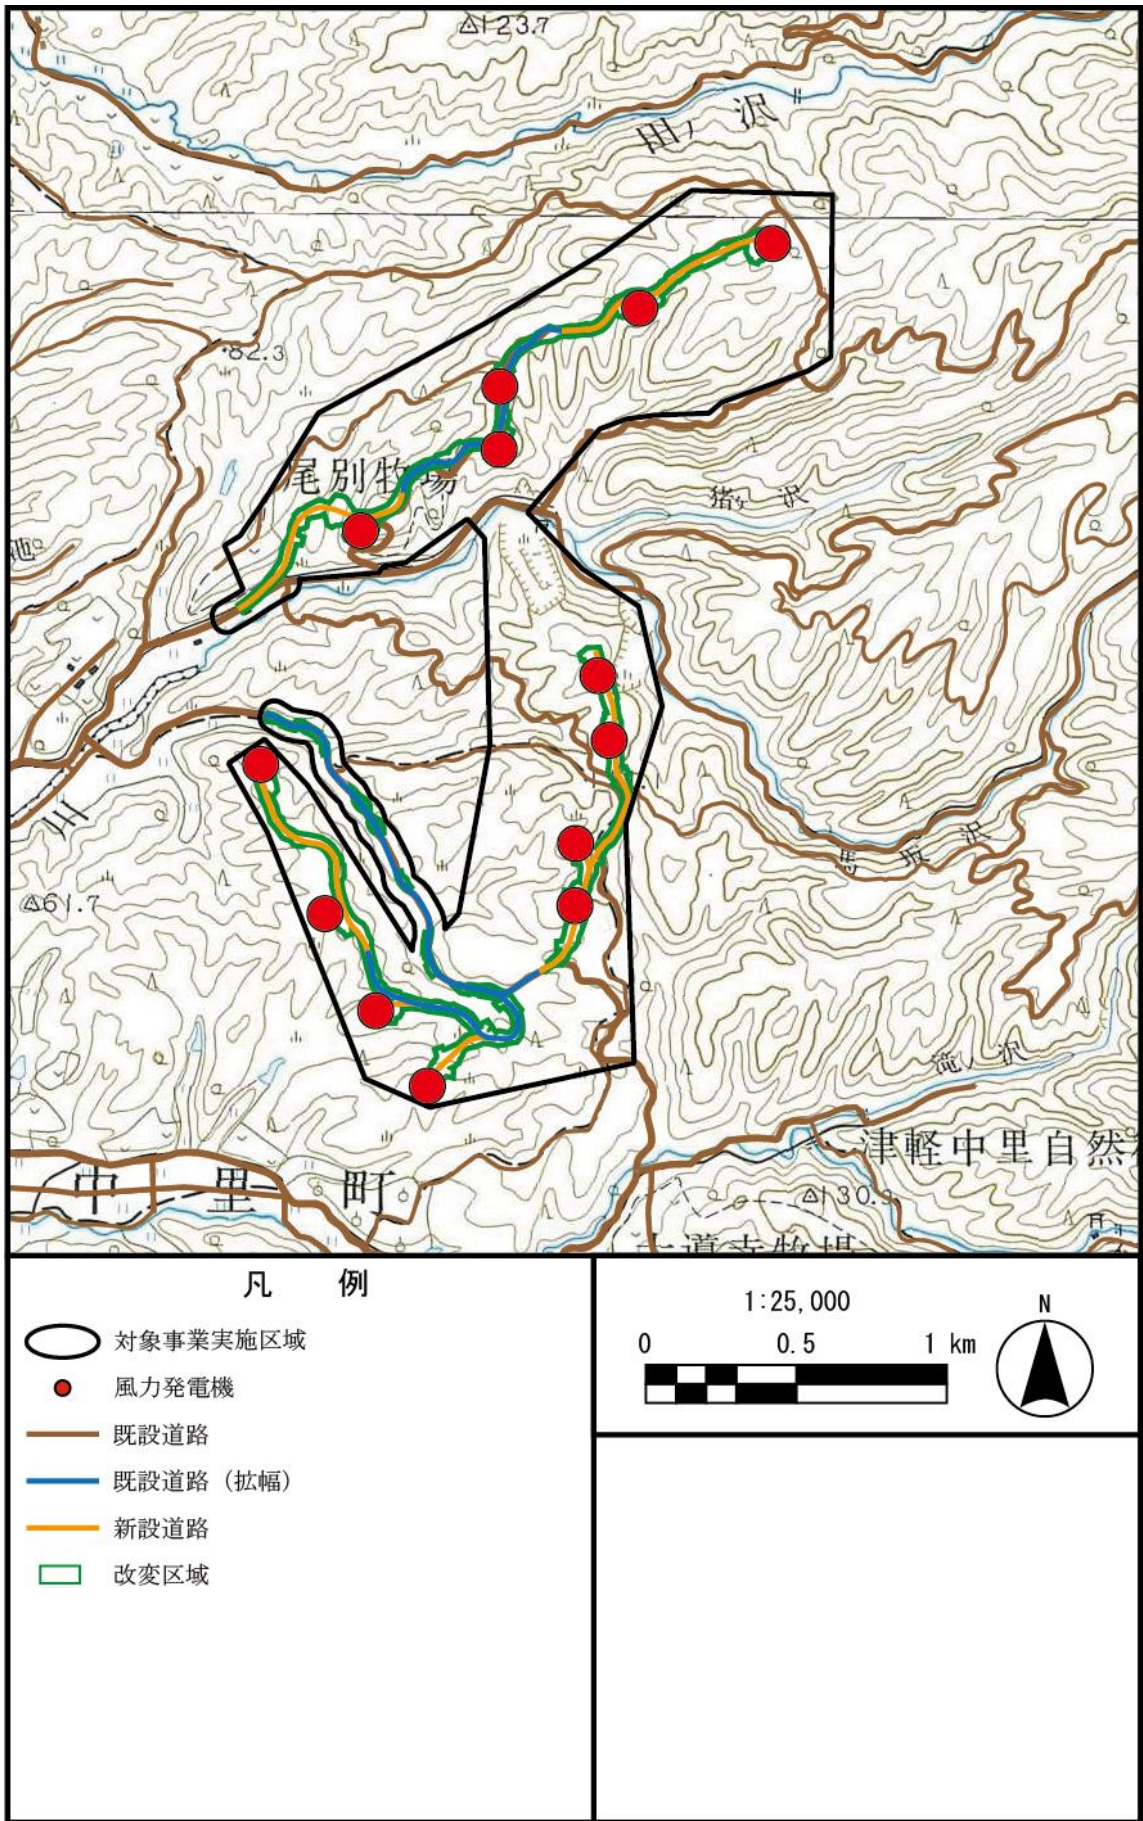 123.7
田ノ沢
82.3
尾別牧場
猪ヶ沢
池
川
馬坂沢
61.7
滝ノ沢
津軽中里自然
中里町
130.
凡 例
対象事業実施区域
風力発電機
既設道路
既設道路（拡幅）
新設道路
改変区域
1:25,000
0 0.5 1 km
N